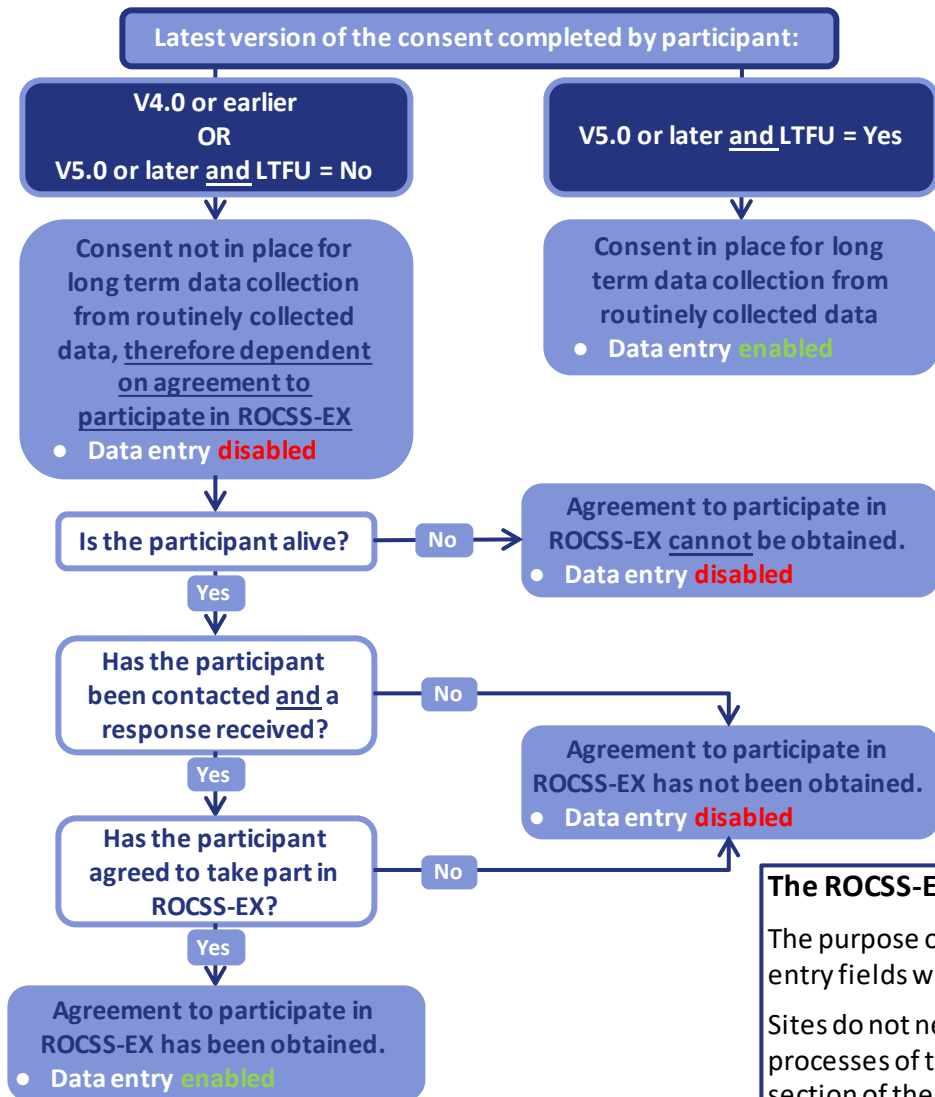 Latest version of the consent completed by participant:
V4.0 or earlier
OR
V5.0 or later and LTFU = No
V5.0 or later and LTFU = Yes
Consent not in place for
long term data collection
from routinely collected
data, therefore dependent
on agreement to
participate in ROCSS-EX
● Data entry disabled
Consent in place for long
term data collection from
routinely collected data
● Data entry enabled
Is the participant alive?
No
Agreement to participate in
ROCSS-EX cannot be obtained.
● Data entry disabled
Yes
Has the participant
been contacted and a
response received?
No
Agreement to participate in
ROCSS-EX has not been obtained.
● Data entry disabled
Yes
Has the participant
agreed to take part in
ROCSS-EX?
No
Yes
Agreement to participate in
ROCSS-EX has been obtained.
● Data entry enabled
The ROCSS-E
The purpose o
entry fields w
Sites do not ne
processes of t
section of the